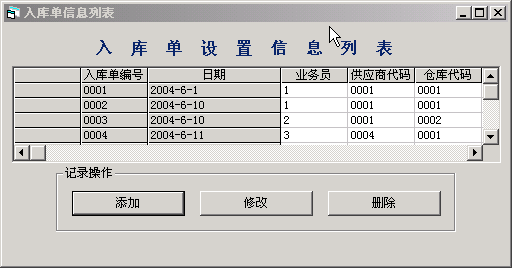 入库单信息列表
入 库 单 设 置 信 息 列 表
入库单编号 日期 业务员 供应商代码 仓库代码
0001 2004-6-1 1 0001 0001
0002 2004-6-10 1 0001 0001
0003 2004-6-10 2 0001 0002
0004 2004-6-11 3 0004 0001
记录操作
添加 修改 删除